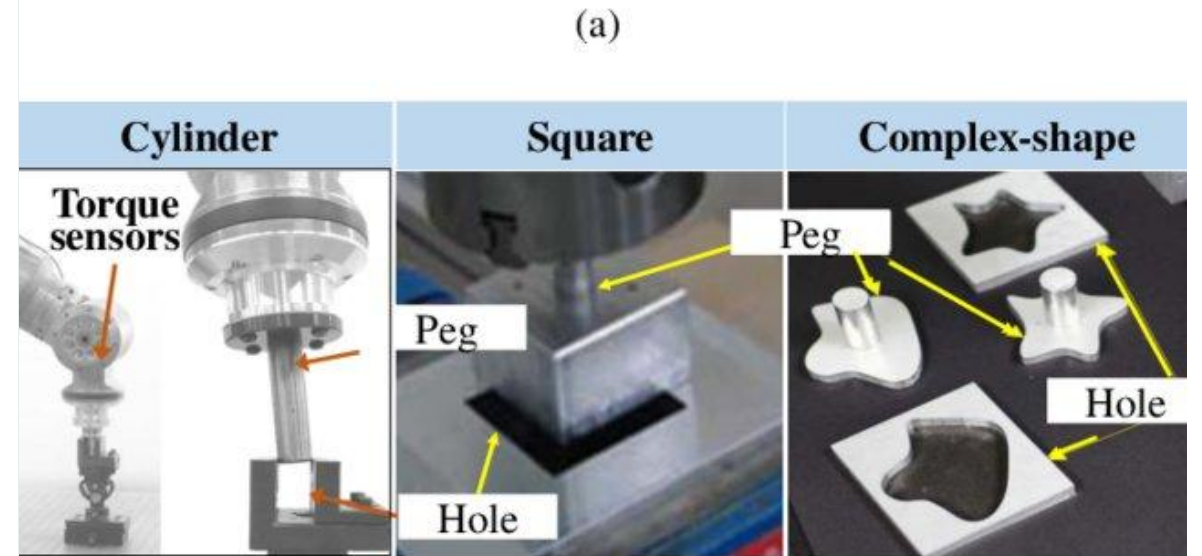 (a)
Cylinder
Square
Complex-shape
Torque
sensors
Peg
Peg
Hole
Hole